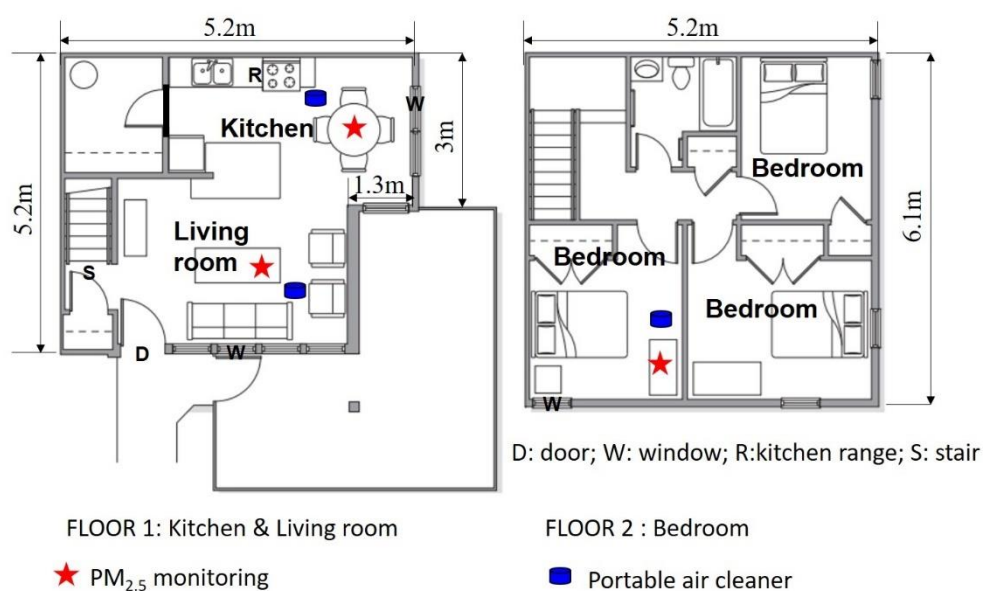 5.2m
5.2m
R
W
Kitchen
3m
1.3m
5.2m
Living
room
S
D
W
5.2m
Bedroom
6.1m
Bedroom
Bedroom
W
D: door; W: window; R:kitchen range; S: stair
FLOOR 1: Kitchen & Living room
FLOOR 2 : Bedroom
PM2.5 monitoring
Portable air cleaner